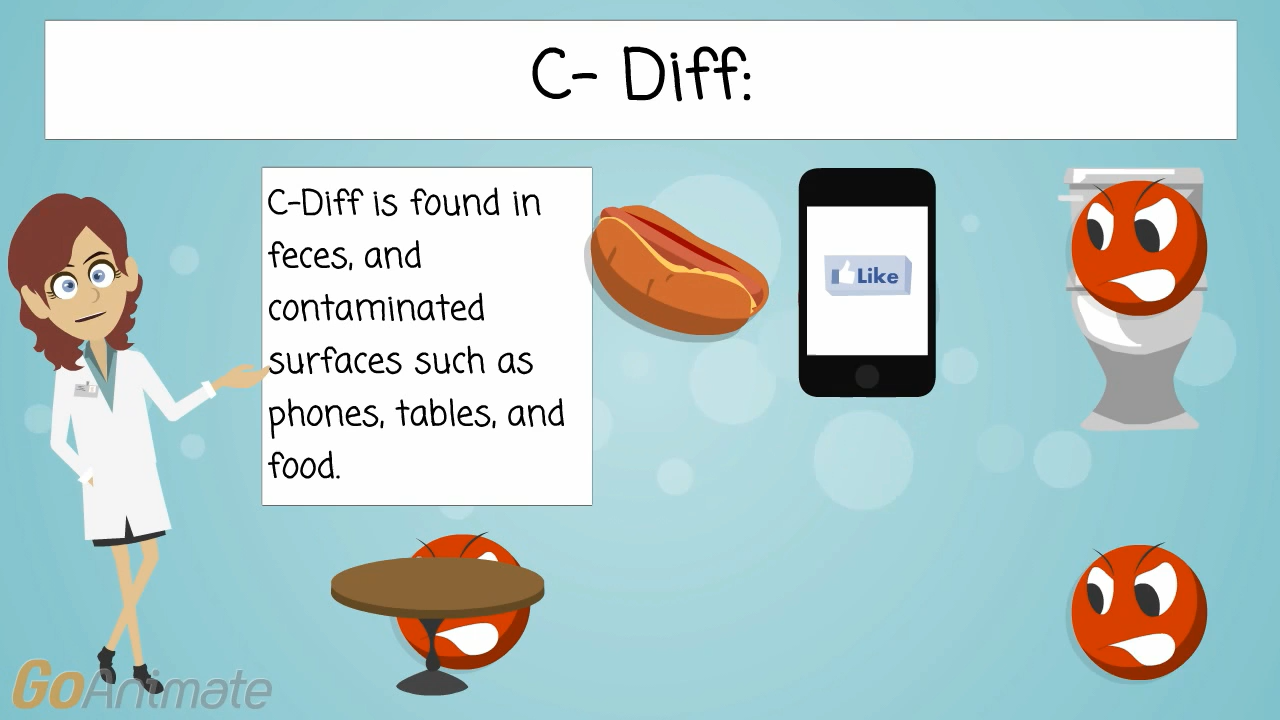 C- Diff:
C-Diff is found in
feces, and
contaminated
surfaces such as
phones, tables, and
food.
Like
GoAnimate